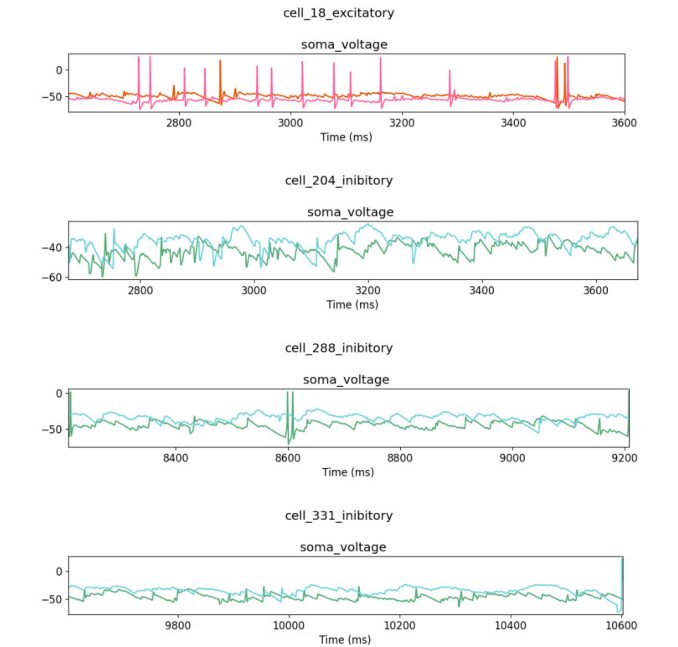 cell_18_excitatory
soma_voltage
0
−50
2800 3000 3200 3400 3600
Time (ms)
cell_204_inibitory
soma_voltage
−40
−60
2800 3000 3200 3400 3600
Time (ms)
cell_288_inibitory
soma_voltage
0
−50
8400 8600 8800 9000 9200
Time (ms)
cell_331_inibitory
soma_voltage
0
−50
9800 10000 10200 10400 10600
Time (ms)